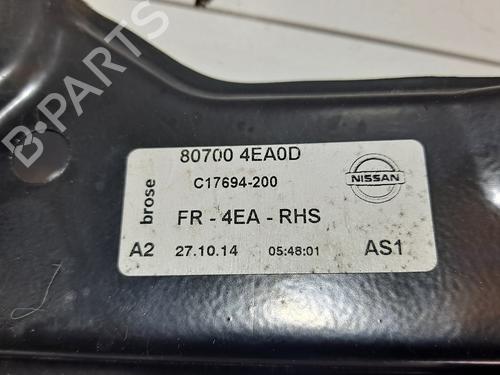 80700 4EA0D
C17694-200
NISSAN
brose
FR - 4EA - RHS
A2 27.10.14 05:48:01 AS1
B-PARTS